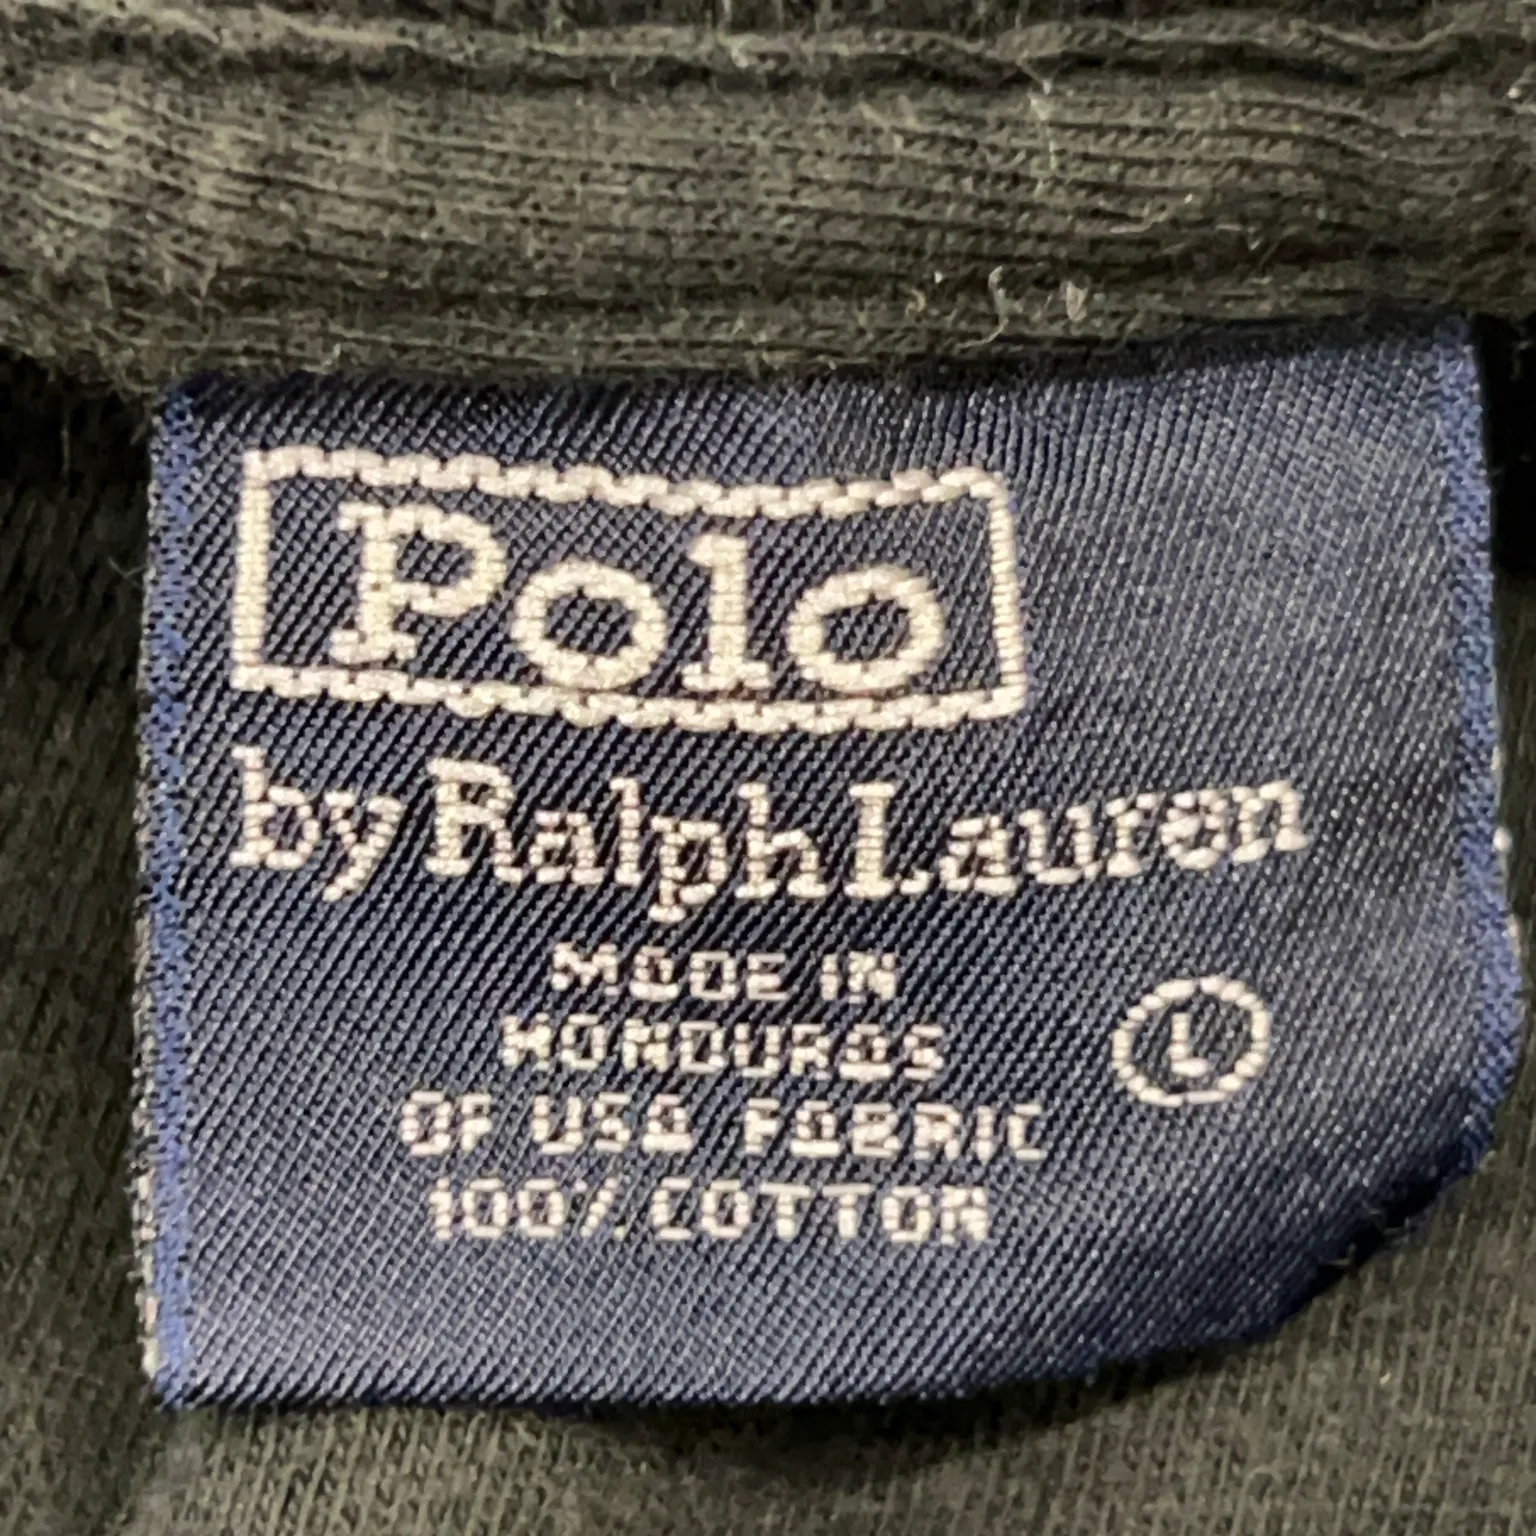 Polo
by Ralph Lauren
MADE IN
HONDURAS
L
OF USA FABRIC
100% COTTON